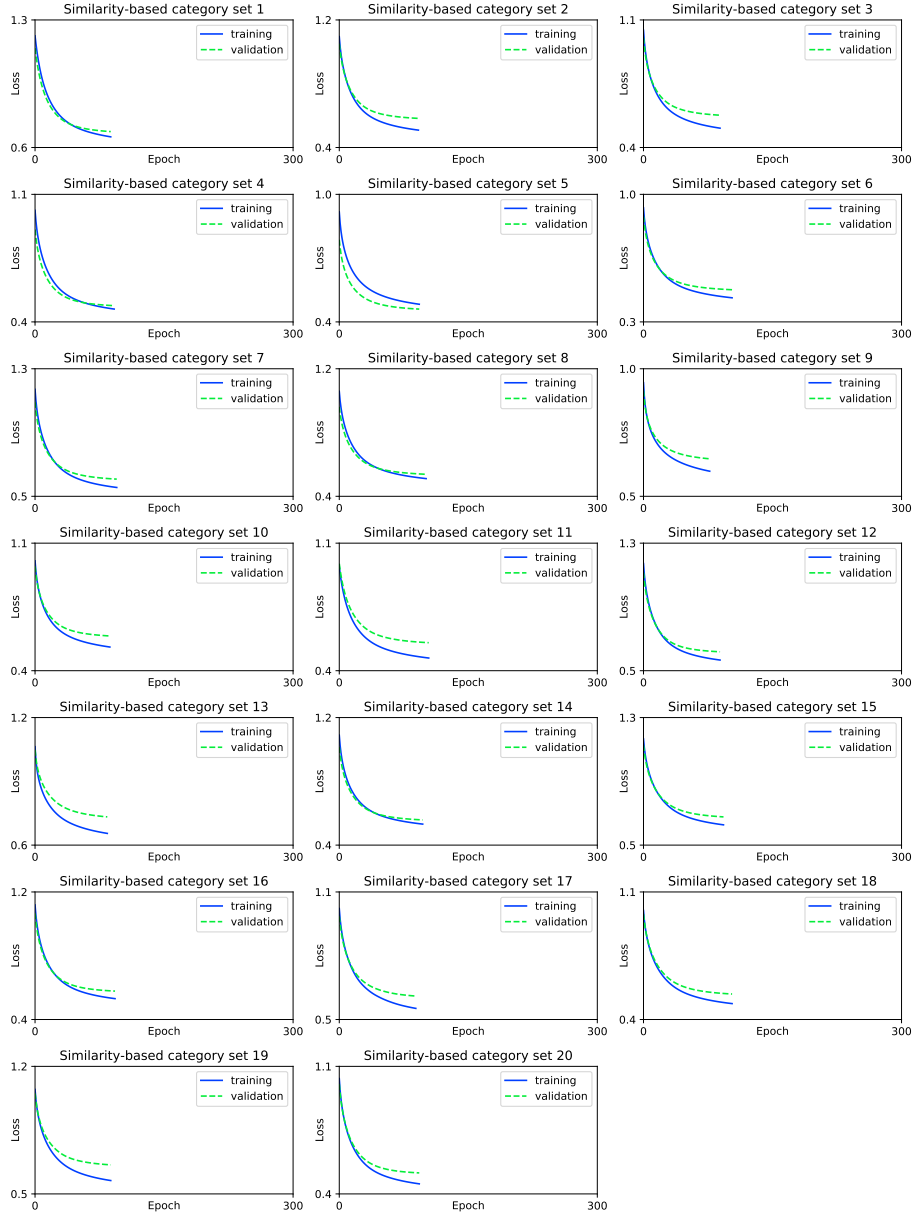 Similarity-based category set 1
1.3
Loss
training
validation
0.6
0
Epoch
300
Similarity-based category set 2
1.2
Loss
training
validation
0.4
0
Epoch
300
Similarity-based category set 3
1.1
Loss
training
validation
0.4
0
Epoch
300
Similarity-based category set 4
1.1
Loss
training
validation
0.4
0
Epoch
300
Similarity-based category set 5
1.0
Loss
training
validation
0.4
0
Epoch
300
Similarity-based category set 6
1.0
Loss
training
validation
0.3
0
Epoch
300
Similarity-based category set 7
1.3
Loss
training
validation
0.5
0
Epoch
300
Similarity-based category set 8
1.2
Loss
training
validation
0.4
0
Epoch
300
Similarity-based category set 9
1.0
Loss
training
validation
0.5
0
Epoch
300
Similarity-based category set 10
1.1
Loss
training
validation
0.4
0
Epoch
300
Similarity-based category set 11
1.1
Loss
training
validation
0.4
0
Epoch
300
Similarity-based category set 12
1.3
Loss
training
validation
0.5
0
Epoch
300
Similarity-based category set 13
1.2
Loss
training
validation
0.6
0
Epoch
300
Similarity-based category set 14
1.2
Loss
training
validation
0.4
0
Epoch
300
Similarity-based category set 15
1.3
Loss
training
validation
0.5
0
Epoch
300
Similarity-based category set 16
1.2
Loss
training
validation
0.4
0
Epoch
300
Similarity-based category set 17
1.1
Loss
training
validation
0.5
0
Epoch
300
Similarity-based category set 18
1.1
Loss
training
validation
0.4
0
Epoch
300
Similarity-based category set 19
1.2
Loss
training
validation
0.5
0
Epoch
300
Similarity-based category set 20
1.1
Loss
training
validation
0.4
0
Epoch
300